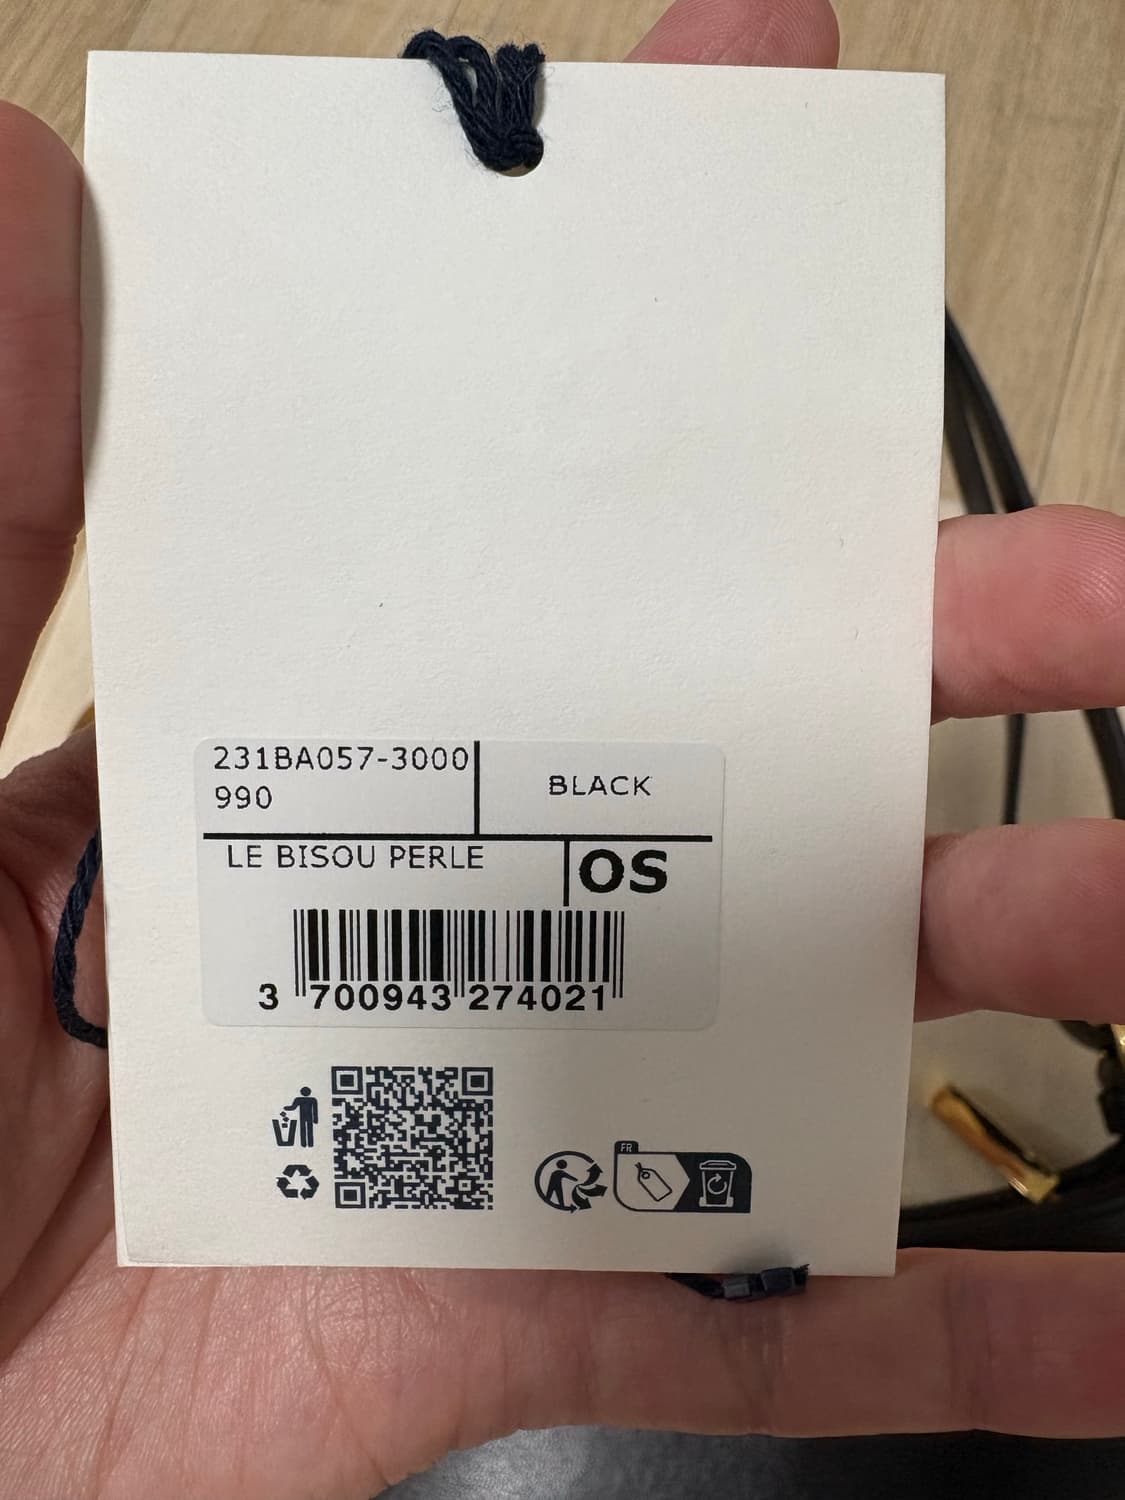 231BA057-3000
990
BLACK
LE BISOU PERLE
OS
3 700943 274021
FR